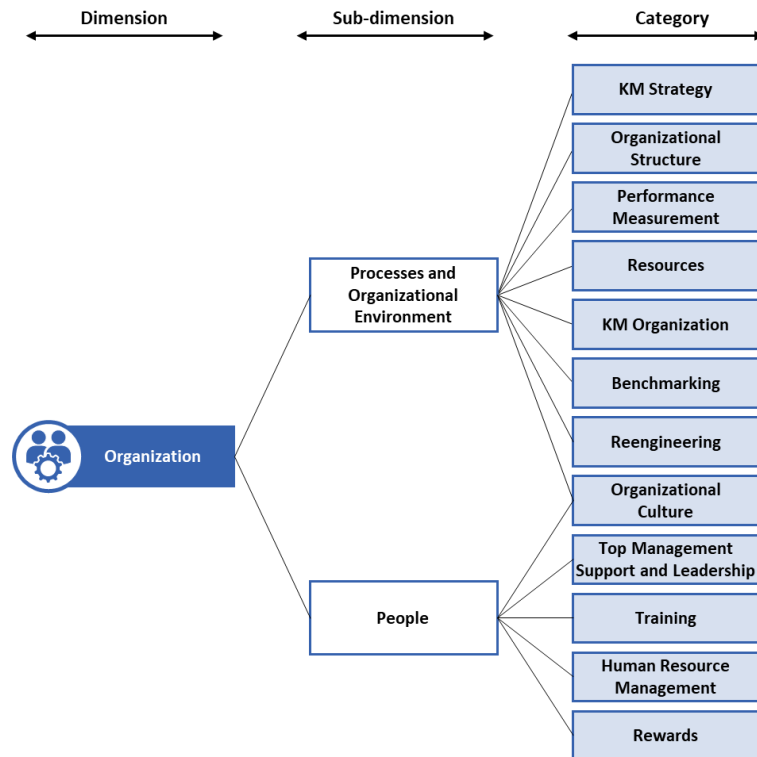 Dimension
Sub-dimension
Category
KM Strategy
Organizational
Structure
Performance
Measurement
Processes and
Organizational
Environment
Resources
KM Organization
Benchmarking
Organization
Reengineering
Organizational
Culture
Top Management
Support and Leadership
People
Training
Human Resource
Management
Rewards